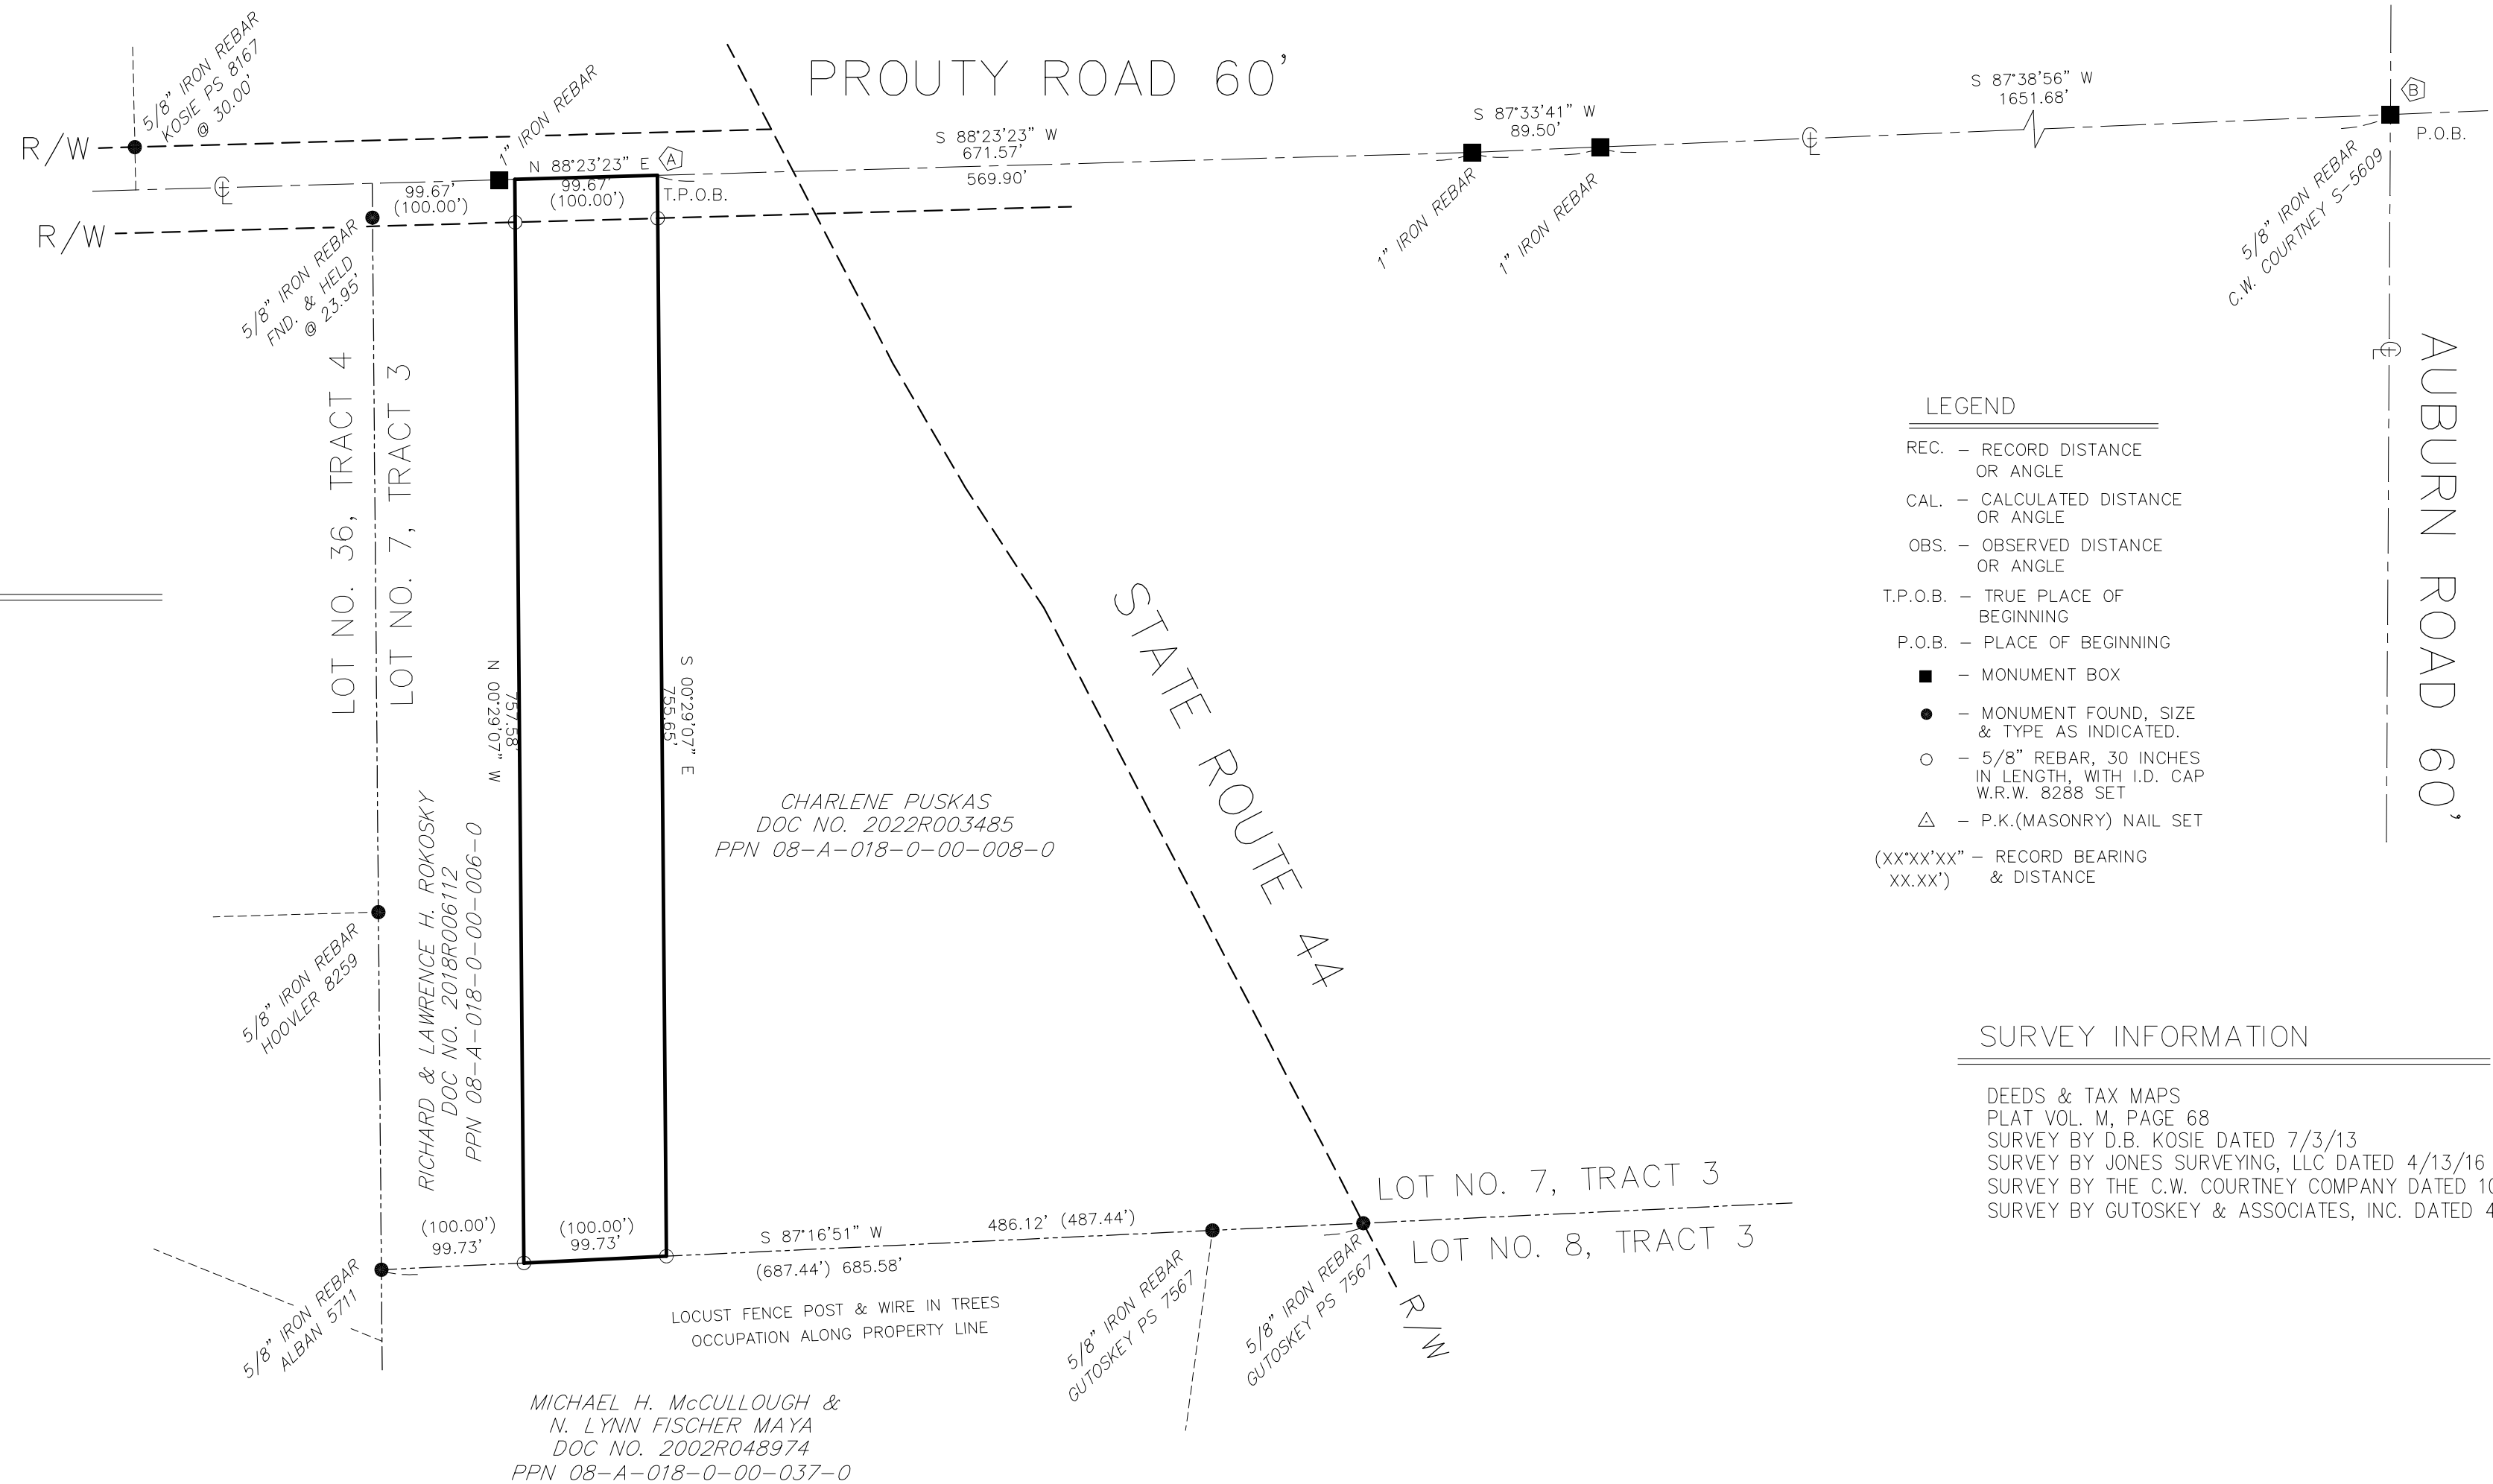 5/8" IRON REBAR
KOSIE PS 8167
@ 30.00'
1" IRON REBAR
PROUTY ROAD 60'
S 87°38'56" W
1651.68'
B
P.O.B.
S 87°33'41" W
89.50'
S 88°23'23" W
671.57'
569.90'
R/W
N 88°23'23" E
A
99.67'
(100.00')
99.67'
(100.00')
T.P.O.B.
R/W
5/8" IRON REBAR
FND. & HELD
@ 23.95'
1" IRON REBAR
1" IRON REBAR
5/8" IRON REBAR
C.W. COURTNEY S-5609
AUBURN ROAD 60'
LOT NO. 36, TRACT 4
LOT NO. 7, TRACT 3
N 00°29'07" W
757.58'
S 00°29'07" E
755.65'
STATE ROUTE 44
LEGEND
REC. – RECORD DISTANCE
OR ANGLE
CAL. – CALCULATED DISTANCE
OR ANGLE
OBS. – OBSERVED DISTANCE
OR ANGLE
T.P.O.B. – TRUE PLACE OF
BEGINNING
P.O.B. – PLACE OF BEGINNING
– MONUMENT BOX
– MONUMENT FOUND, SIZE
& TYPE AS INDICATED.
– 5/8" REBAR, 30 INCHES
IN LENGTH, WITH I.D. CAP
W.R.W. 8288 SET
– P.K.(MASONRY) NAIL SET
(XX°XX'XX" – RECORD BEARING
XX.XX') & DISTANCE
CHARLENE PUSKAS
DOC NO. 2022R003485
PPN 08-A-018-0-00-008-0
RICHARD & LAWRENCE H. ROKOSKY
DOC NO. 2018R006112
PPN 08-A-018-0-00-006-0
5/8" IRON REBAR
HOOVLER 8259
SURVEY INFORMATION
DEEDS & TAX MAPS
PLAT VOL. M, PAGE 68
SURVEY BY D.B. KOSIE DATED 7/3/13
SURVEY BY JONES SURVEYING, LLC DATED 4/13/16
SURVEY BY THE C.W. COURTNEY COMPANY DATED 10
SURVEY BY GUTOSKEY & ASSOCIATES, INC. DATED 4
LOT NO. 7, TRACT 3
LOT NO. 8, TRACT 3
(100.00')
99.73'
(100.00')
99.73'
S 87°16'51" W
486.12' (487.44')
(687.44') 685.58'
5/8" IRON REBAR
ALBAN 5711
LOCUST FENCE POST & WIRE IN TREES
OCCUPATION ALONG PROPERTY LINE
5/8" IRON REBAR
GUTOSKEY PS 7567
5/8" IRON REBAR
GUTOSKEY PS 7567
R/W
MICHAEL H. McCULLOUGH &
N. LYNN FISCHER MAYA
DOC NO. 2002R048974
PPN 08-A-018-0-00-037-0